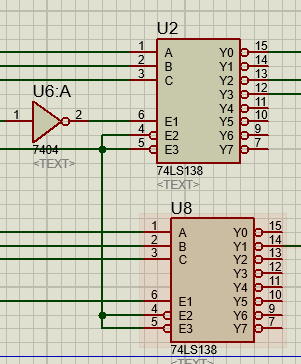 U2
1 A Y0 15
2 B Y1 14
3 C Y2 13
Y3 12
U6:A
Y4 11
1 2 6 E1 Y5 10
4 E2 Y6 9
5 E3 Y7 7
7404
<TEXT>
74LS138
<TEXT>
U8
1 A Y0 15
2 B Y1 14
3 C Y2 13
Y3 12
Y4 11
6 E1 Y5 10
4 E2 Y6 9
5 E3 Y7 7
74LS138
<TEXT>